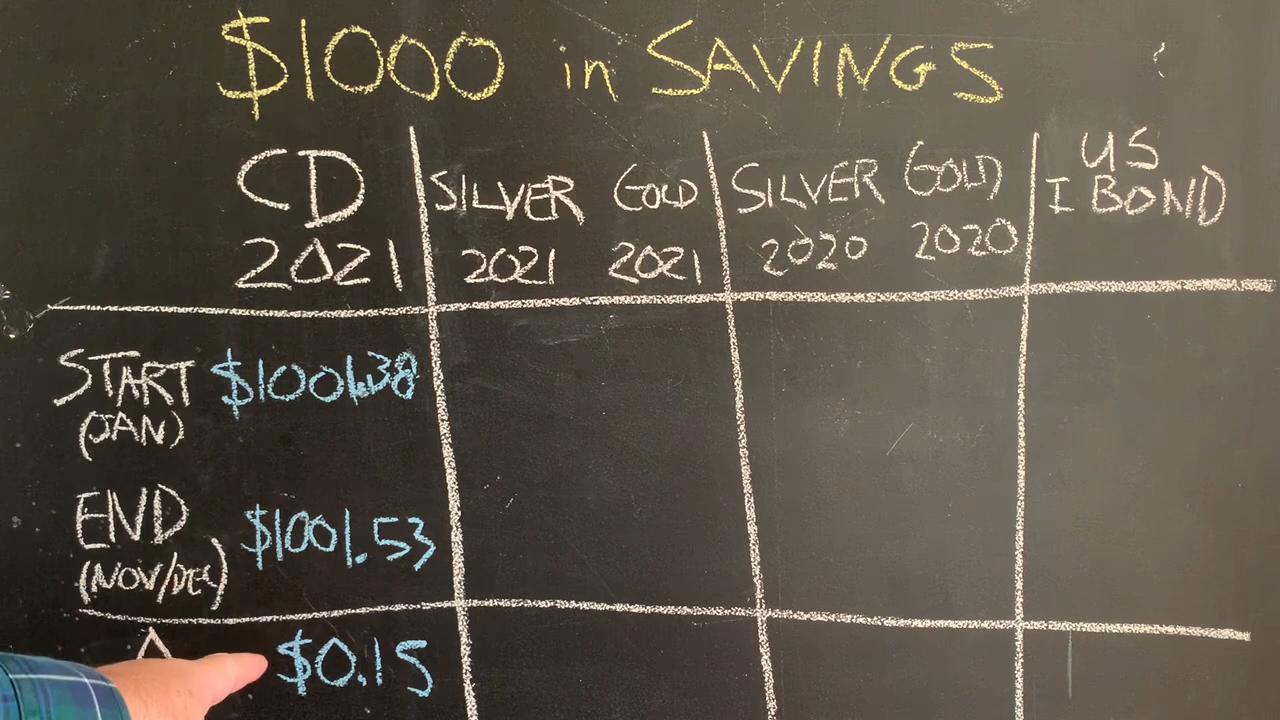 $1000 in SAVINGS
CD 2021
SILVER 2021
GOLD 2021
SILVER 2020
GOLD 2020
US I BOND
START (JAN) $1001.38
END (NOV/DEC) $1001.53
Δ $0.15